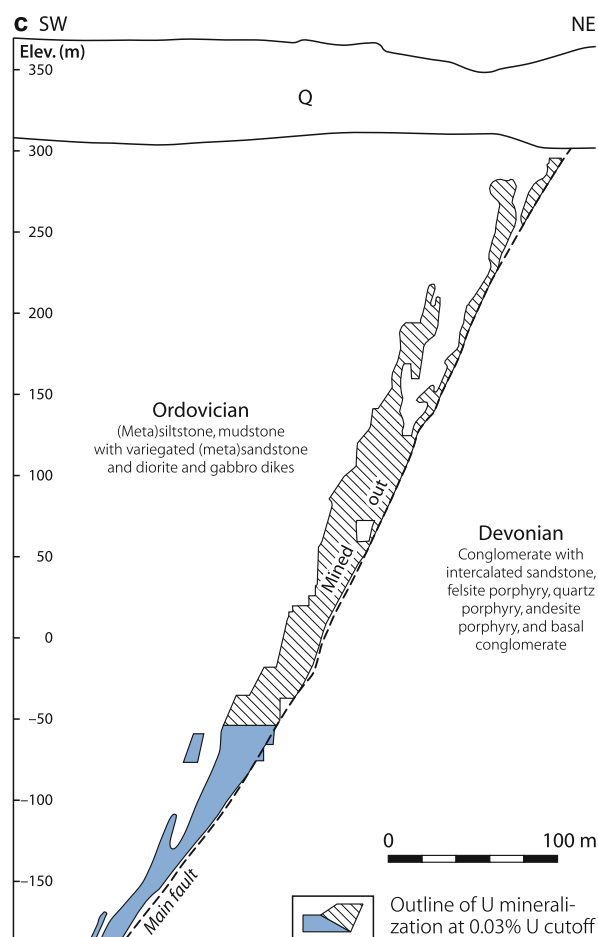 C SW
NE
Elev. (m)
350
Q
300
250
200
150
Ordovician
(Meta)siltstone, mudstone
with variegated (meta)sandstone
and diorite and gabbro dikes
100
out
Mined
50
Devonian
Conglomerate with
intercalated sandstone,
felsite porphyry, quartz
porphyry, andesite
porphyry, and basal
conglomerate
0
–50
–100
0 100 m
–150
Main fault
Outline of U minerali-
zation at 0.03% U cutoff